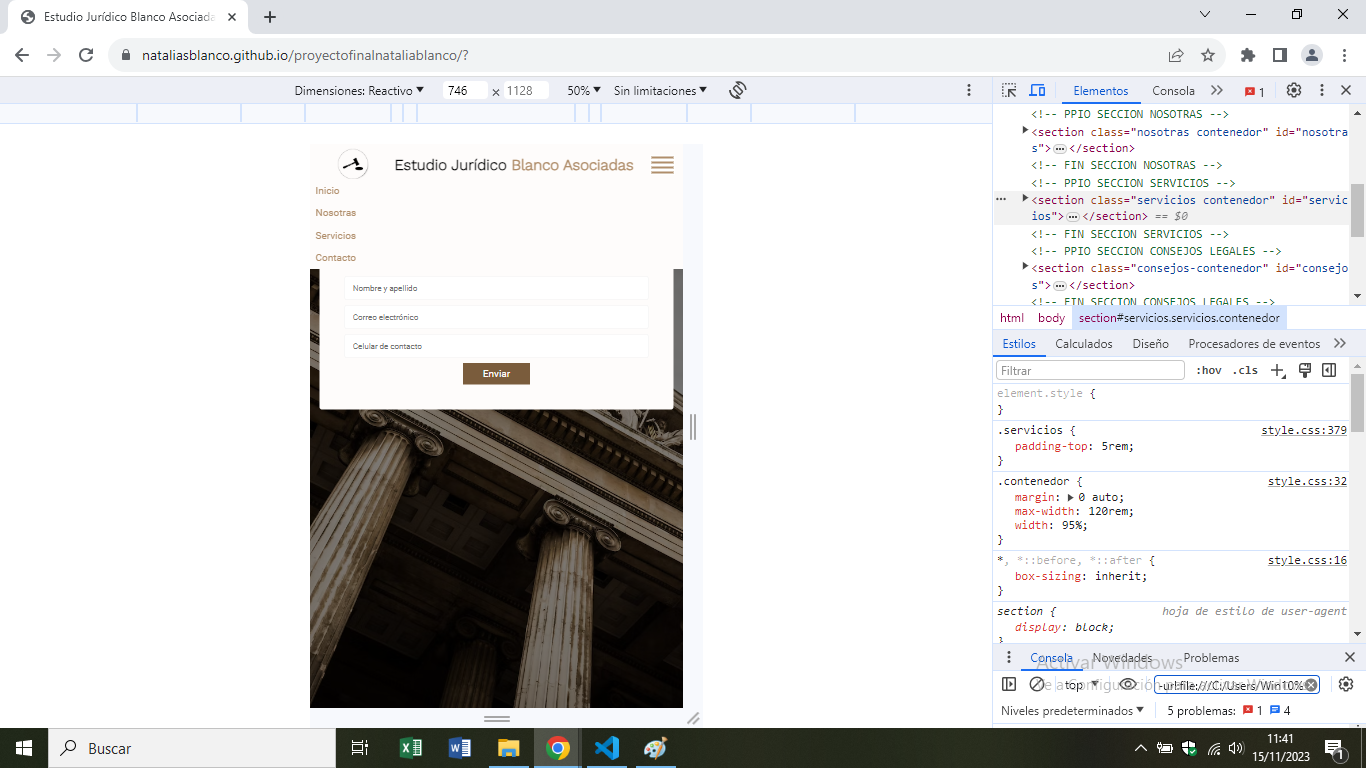 Estudio Jurídico Blanco Asociada
nataliasblanco.github.io/proyectofinalnataliablanco/?
Dimensiones: Reactivo 746 x 1128 50% Sin limitaciones
Elementos Consola 1
<!-- PPIO SECCION NOSOTRAS -->
<section class="nosotras contenedor" id="nosotra
s"> </section>
<!-- FIN SECCION NOSOTRAS -->
<!-- PPIO SECCION SERVICIOS -->
<section class="servicios contenedor" id="servic
ios"> </section> == $0
<!-- FIN SECCION SERVICIOS -->
<!-- PPIO SECCION CONSEJOS LEGALES -->
<section class="consejos-contenedor" id="consejo
s"> </section>
<!-- FIN SECCION CONSEJOS LEGALES -->
html body section#servicios.servicios.contenedor
Estilos Calculados Diseño Procesadores de eventos
Filtrar :hov .cls
element.style {
}
.servicios { style.css:379
padding-top: 5rem;
}
.contenedor { style.css:32
margin: 0 auto;
max-width: 120rem;
width: 95%;
}
*, *::before, *::after { style.css:16
box-sizing: inherit;
}
section { hoja de estilo de user-agent
display: block;
}
Consola Novedades Problemas
top -url:file:///C:/Users/Win10%
Niveles predeterminados 5 problemas: 1 4
Activar Windows
Estudio Jurídico Blanco Asociadas
Inicio
Nosotras
Servicios
Contacto
Nombre y apellido
Correo electrónico
Celular de contacto
Enviar
Buscar
11:41
15/11/2023
1